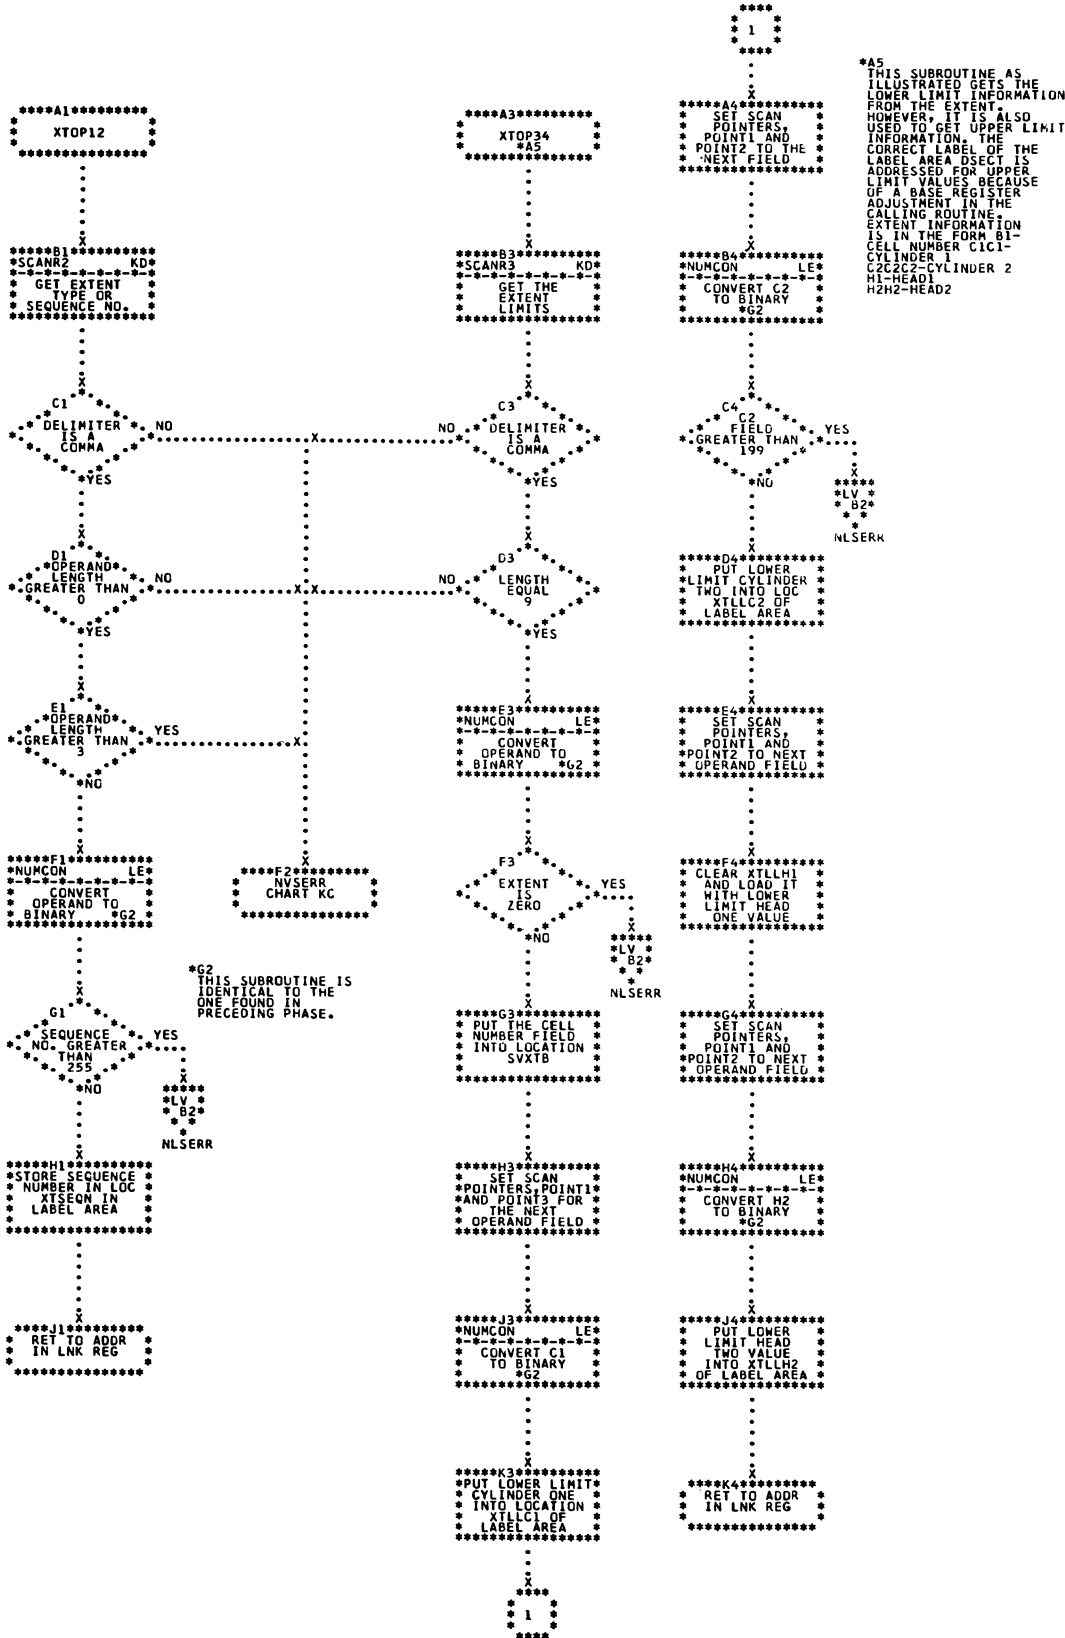 ****A1*********
XTOP12
*****B1**********
*SCANR2 KD*
*-*-*-*-*-*-*-*-*
GET EXTENT
TYPE OR
SEQUENCE NO.
C1
DELIMITER
IS A
COMMA
NO
YES
D1
OPERAND
LENGTH
GREATER THAN
0
NO
YES
E1
OPERAND
LENGTH
GREATER THAN
3
YES
NO
*****F1**********
*NUMCON LE*
*-*-*-*-*-*-*-*-*
CONVERT
OPERAND TO
BINARY *G2
G1
SEQUENCE
NO. GREATER
THAN
255
YES
NO
*LV *
B2*
NLSERR
*****H1**********
STORE SEQUENCE
NUMBER IN LOC
XTSEQN IN
LABEL AREA
****J1*********
RET TO ADDR
IN LNK REG
****F2*********
NVSERR
CHART KC
*G2
THIS SUBROUTINE IS
IDENTICAL TO THE
ONE FOUND IN
PRECEDING PHASE.
****A3*********
XTOP34
*A5
*****B3**********
*SCANR3 KD*
*-*-*-*-*-*-*-*-*
GET THE
EXTENT
LIMITS
C3
DELIMITER
IS A
COMMA
NO
YES
D3
LENGTH
EQUAL
9
NO
YES
*****E3**********
*NUMCON LE*
*-*-*-*-*-*-*-*-*
CONVERT
OPERAND TO
BINARY *G2
F3
EXTENT
IS
ZERO
YES
NO
*LV *
B2*
NLSERR
*****G3**********
PUT THE CELL
NUMBER FIELD
INTO LOCATION
SVXTB
*****H3**********
SET SCAN
POINTERS,POINT1
AND POINT3 FOR
THE NEXT
OPERAND FIELD
*****J3**********
*NUMCON LE*
*-*-*-*-*-*-*-*-*
CONVERT C1
TO BINARY
*G2
*****K3**********
PUT LOWER LIMIT
CYLINDER ONE
INTO LOCATION
XTLLC1 OF
LABEL AREA
1
1
*****A4**********
SET SCAN
POINTERS,
POINT1 AND
POINT2 TO THE
NEXT FIELD
*****B4**********
*NUMCON LE*
*-*-*-*-*-*-*-*-*
CONVERT C2
TO BINARY
*G2
C4
C2
FIELD
GREATER THAN
199
YES
NO
*LV *
B2*
NLSERR
*****D4**********
PUT LOWER
LIMIT CYLINDER
TWO INTO LOC
XTLLC2 OF
LABEL AREA
*****E4**********
SET SCAN
POINTERS,
POINT1 AND
POINT2 TO NEXT
OPERAND FIELD
*****F4**********
CLEAR XTLLH1
AND LOAD IT
WITH LOWER
LIMIT HEAD
ONE VALUE
*****G4**********
SET SCAN
POINTERS,
POINT1 AND
POINT2 TO NEXT
OPERAND FIELD
*****H4**********
*NUMCON LE*
*-*-*-*-*-*-*-*-*
CONVERT H2
TO BINARY
*G2
*****J4**********
PUT LOWER
LIMIT HEAD
TWO VALUE
INTO XTLLH2
OF LABEL AREA
****K4*********
RET TO ADDR
IN LNK REG
*A5
THIS SUBROUTINE AS
ILLUSTRATED GETS THE
LOWER LIMIT INFORMATION
FROM THE EXTENT.
HOWEVER, IT IS ALSO
USED TO GET UPPER LIMIT
INFORMATION. THE
CORRECT LABEL OF THE
LABEL AREA DSECT IS
ADDRESSED FOR UPPER
LIMIT VALUES BECAUSE
OF A BASE REGISTER
ADJUSTMENT IN THE
CALLING ROUTINE.
EXTENT INFORMATION
IS IN THE FORM B1-
CELL NUMBER C1C1-
CYLINDER 1
C2C2C2-CYLINDER 2
H1-HEAD1
H2H2-HEAD2